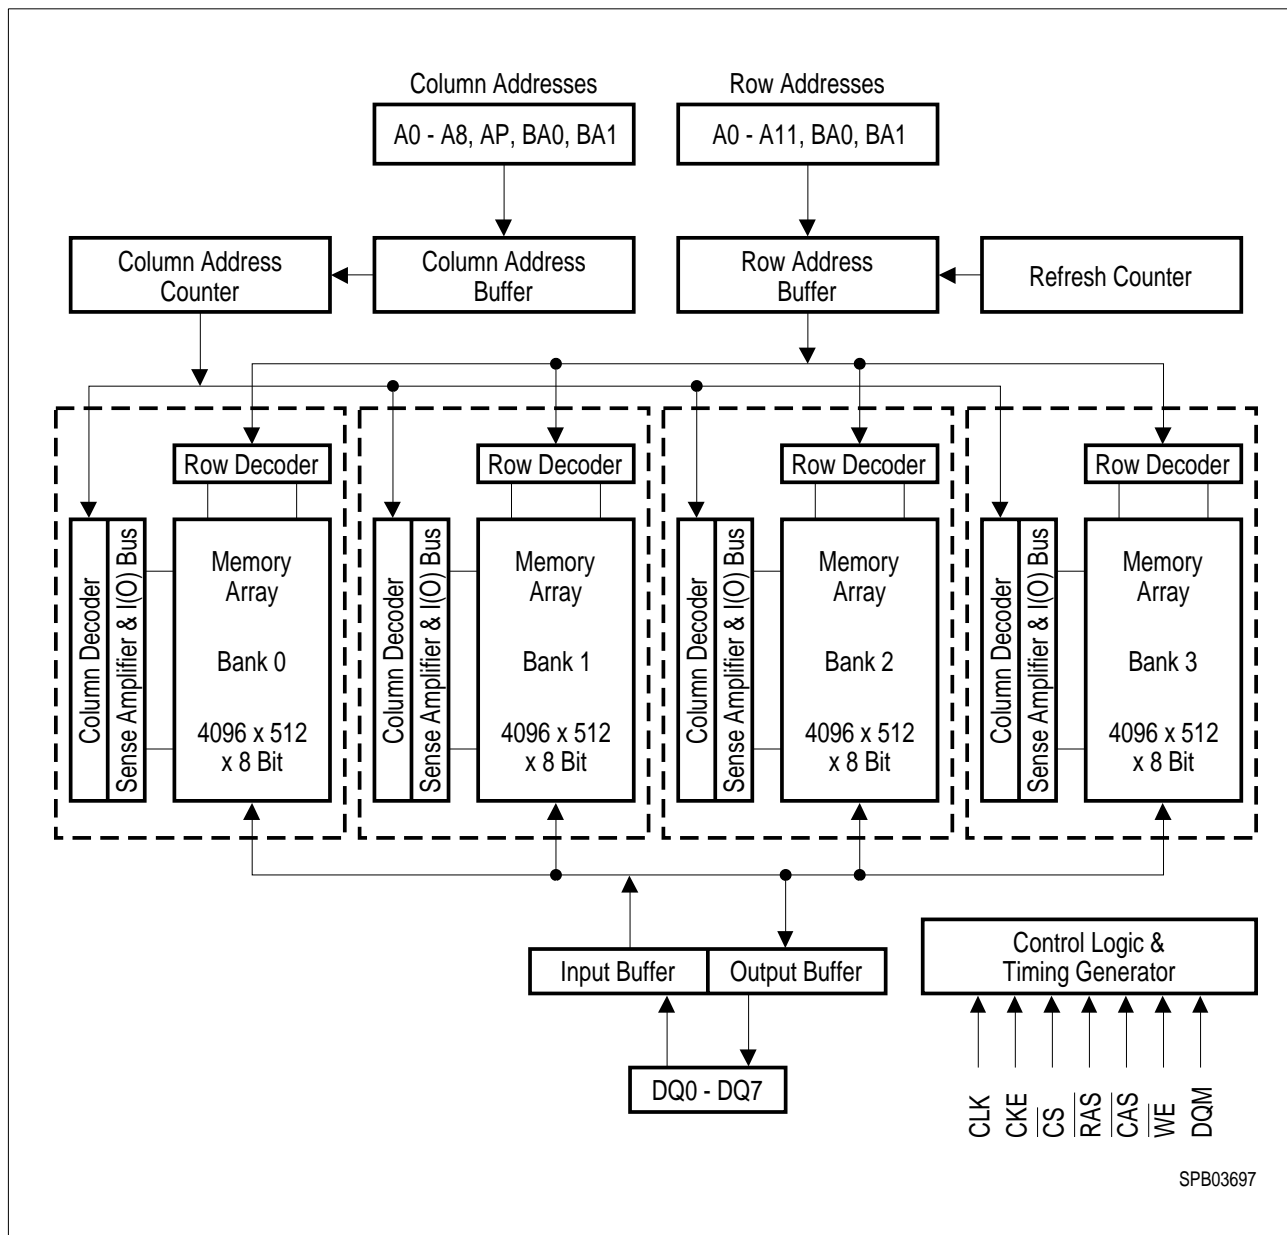 Column Addresses
A0 - A8, AP, BA0, BA1
Row Addresses
A0 - A11, BA0, BA1
Column Address
Counter
Column Address
Buffer
Row Address
Buffer
Refresh Counter
Row Decoder
Row Decoder
Row Decoder
Row Decoder
Column Decoder
Sense Amplifier & I(O) Bus
Memory
Array
Bank 0
4096 x 512
x 8 Bit
Column Decoder
Sense Amplifier & I(O) Bus
Memory
Array
Bank 1
4096 x 512
x 8 Bit
Column Decoder
Sense Amplifier & I(O) Bus
Memory
Array
Bank 2
4096 x 512
x 8 Bit
Column Decoder
Sense Amplifier & I(O) Bus
Memory
Array
Bank 3
4096 x 512
x 8 Bit
Input Buffer
Output Buffer
DQ0 - DQ7
Control Logic &
Timing Generator
CLK
CKE
C̅S̅
R̅A̅S̅
C̅A̅S̅
W̅E̅
DQM
SPB03697